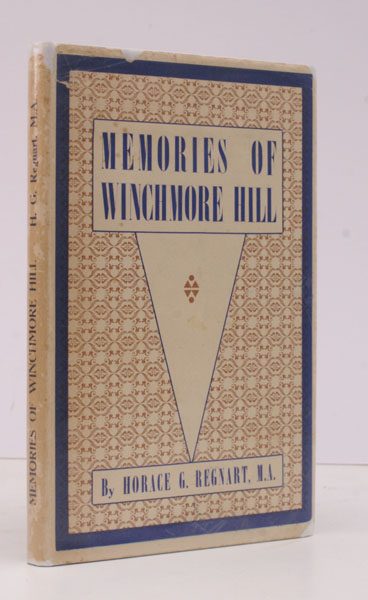 MEMORIES OF
WINCHMORE HILL
By HORACE G. REGNART, M.A.
MEMORIES OF WINCHMORE HILL H. G. Regnart, M.A.